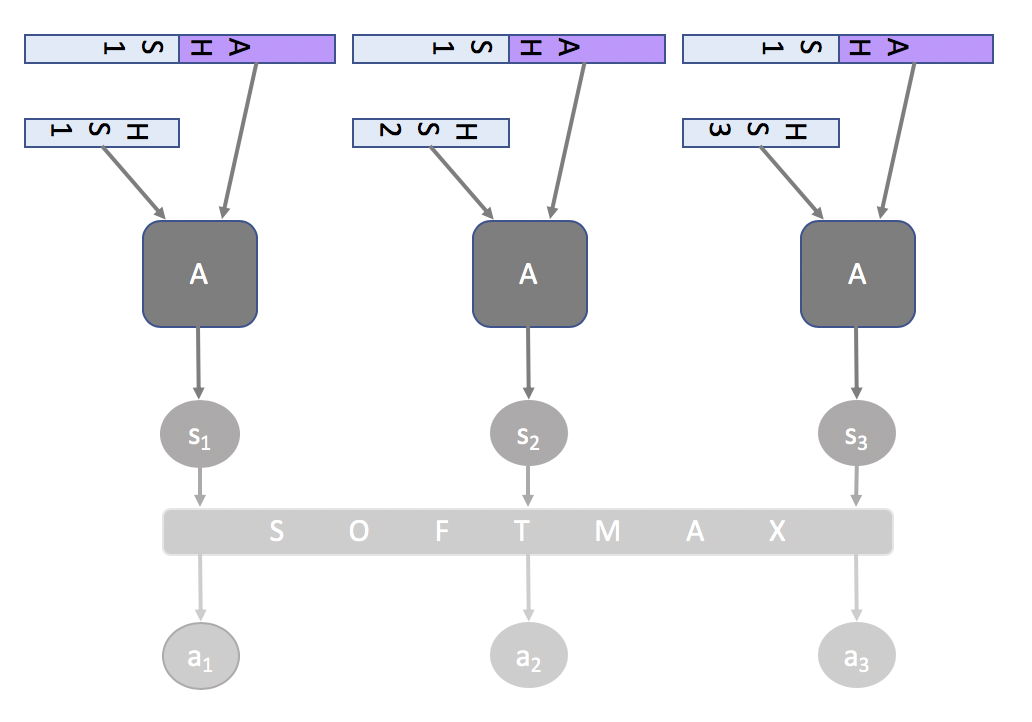 A H S 1
A H S 1
A H S 1
H S 1
H S 2
H S 3
A
A
A
s1
s2
s3
S O F T M A X
a1
a2
a3